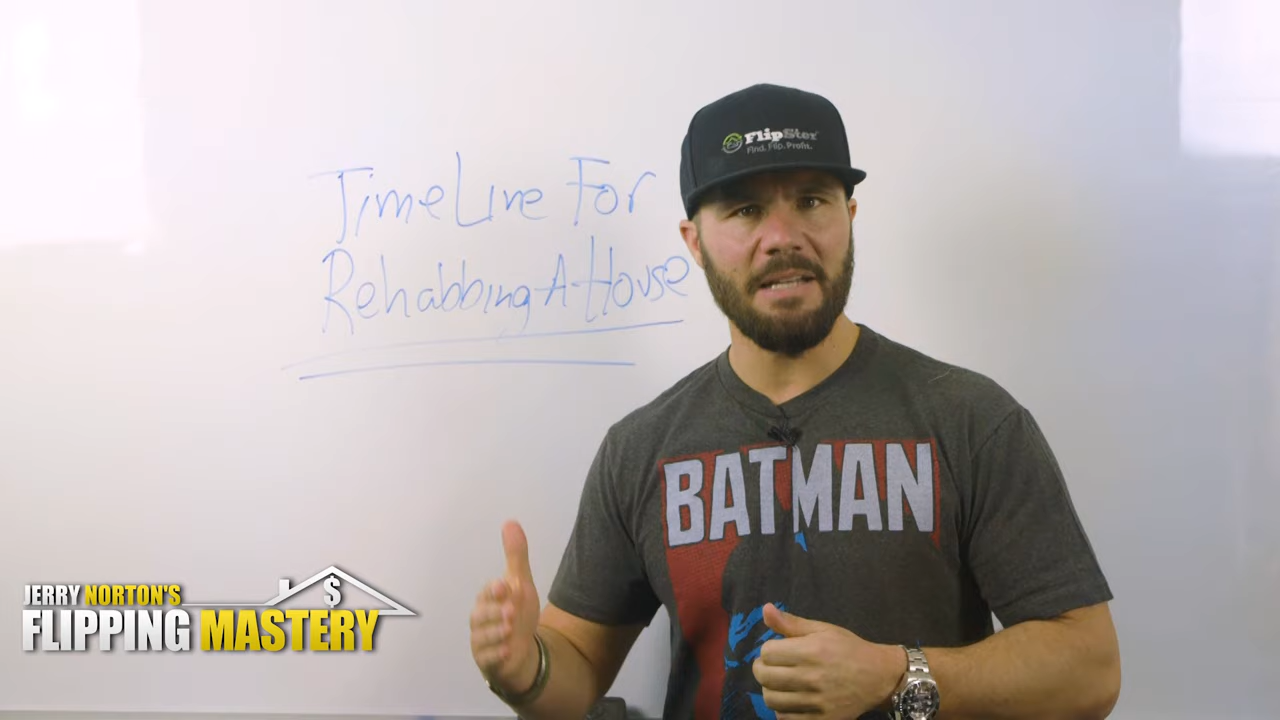 FlipSter
Find. Flip. Profit.
TimeLine For
Rehabbing-A-House
BATMAN
JERRY NORTON'S
FLIPPING MASTERY